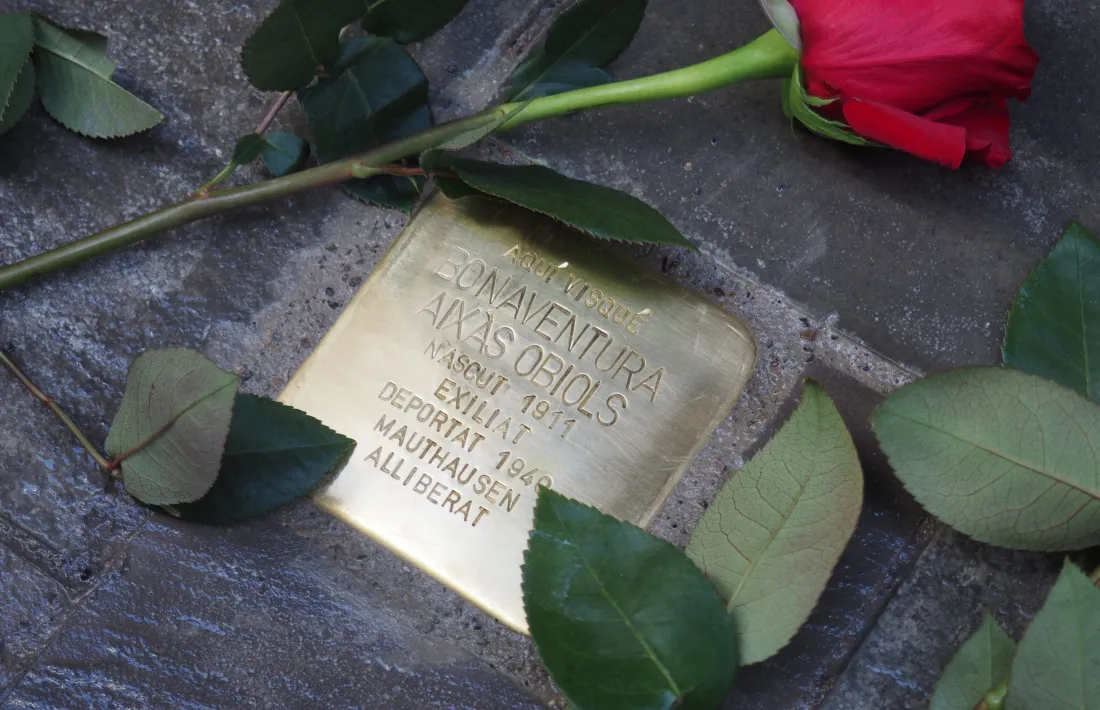 AQUÍ VISQUÉ
BONAVENTURA
AIXÀS OBIOLS
NASCUT 1911
EXILIAT
DEPORTAT 1940
MAUTHAUSEN
ALLIBERAT